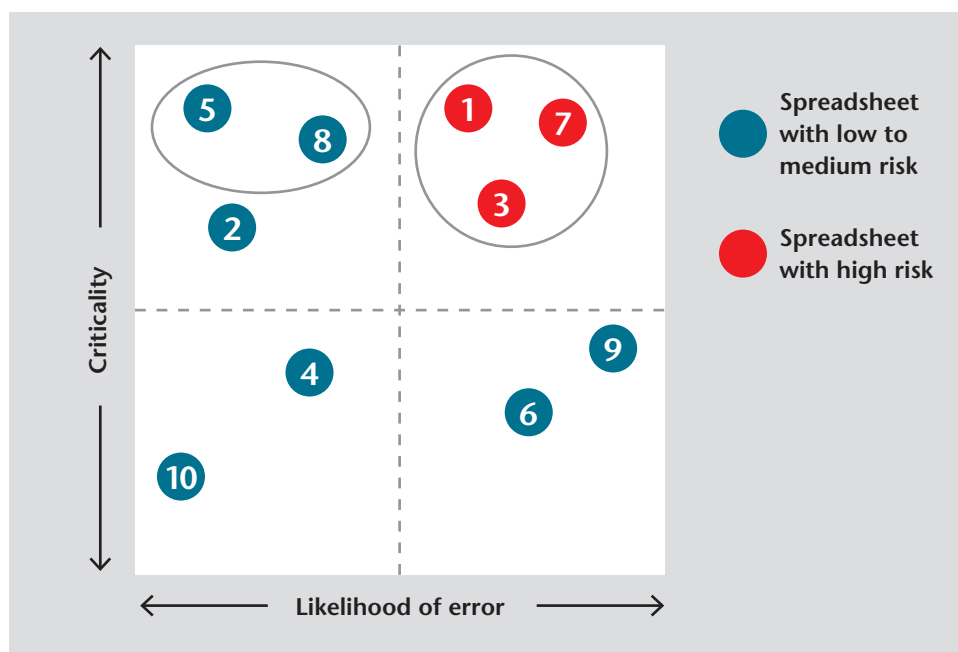 5
8
2
1
7
3
4
10
9
6
Criticality
Likelihood of error
Spreadsheet
with low to
medium risk
Spreadsheet
with high risk